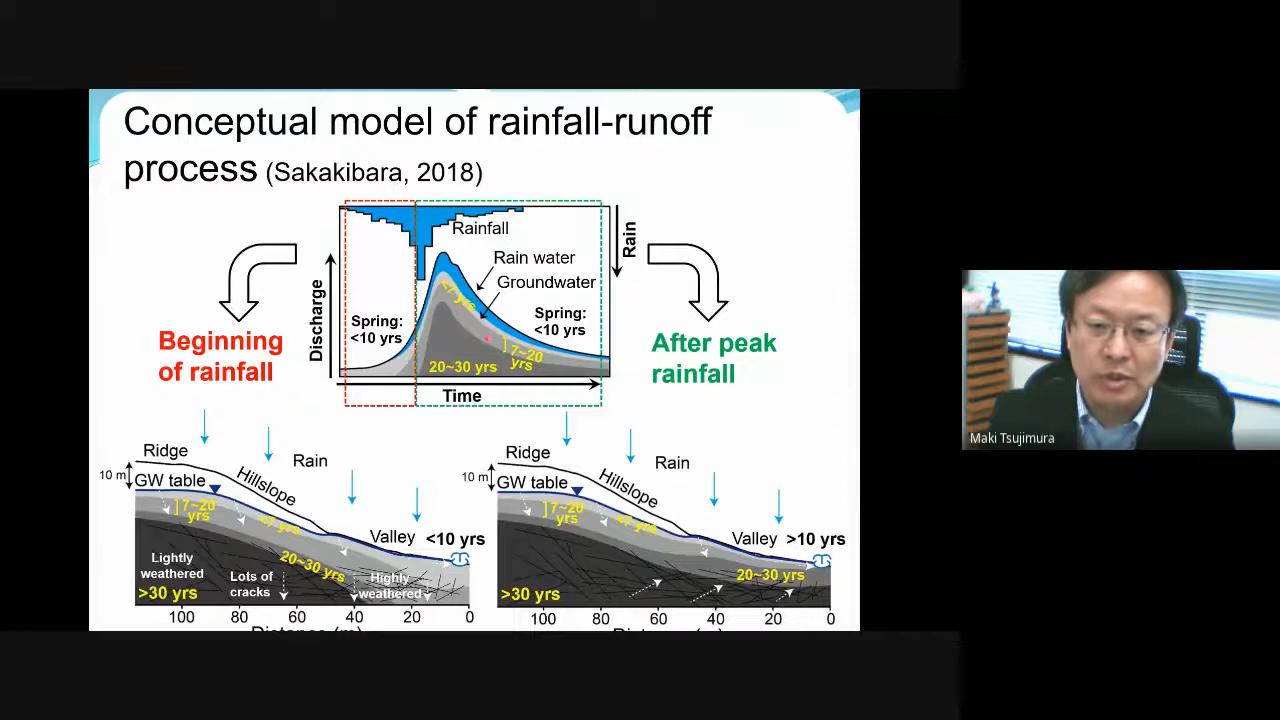 Conceptual model of rainfall-runoff
process (Sakakibara, 2018)
Rainfall
Rain
Rain water
Groundwater
Discharge
<7 yrs
Spring:
<10 yrs
Spring:
<10 yrs
7~20
yrs
20~30 yrs
Time
Beginning
of rainfall
After peak
rainfall
Ridge
Rain
10 m
GW table
Hillslope
7~20
yrs
<7 yrs
Valley
<10 yrs
20~30 yrs
Lightly
weathered
Lots of
cracks
Highly
weathered
>30 yrs
100 80 60 40 20 0
Distance (m)
Ridge
Rain
10 m
GW table
Hillslope
7~20
yrs
<7 yrs
Valley
>10 yrs
20~30 yrs
>30 yrs
100 80 60 40 20 0
Distance (m)
Maki Tsujimura